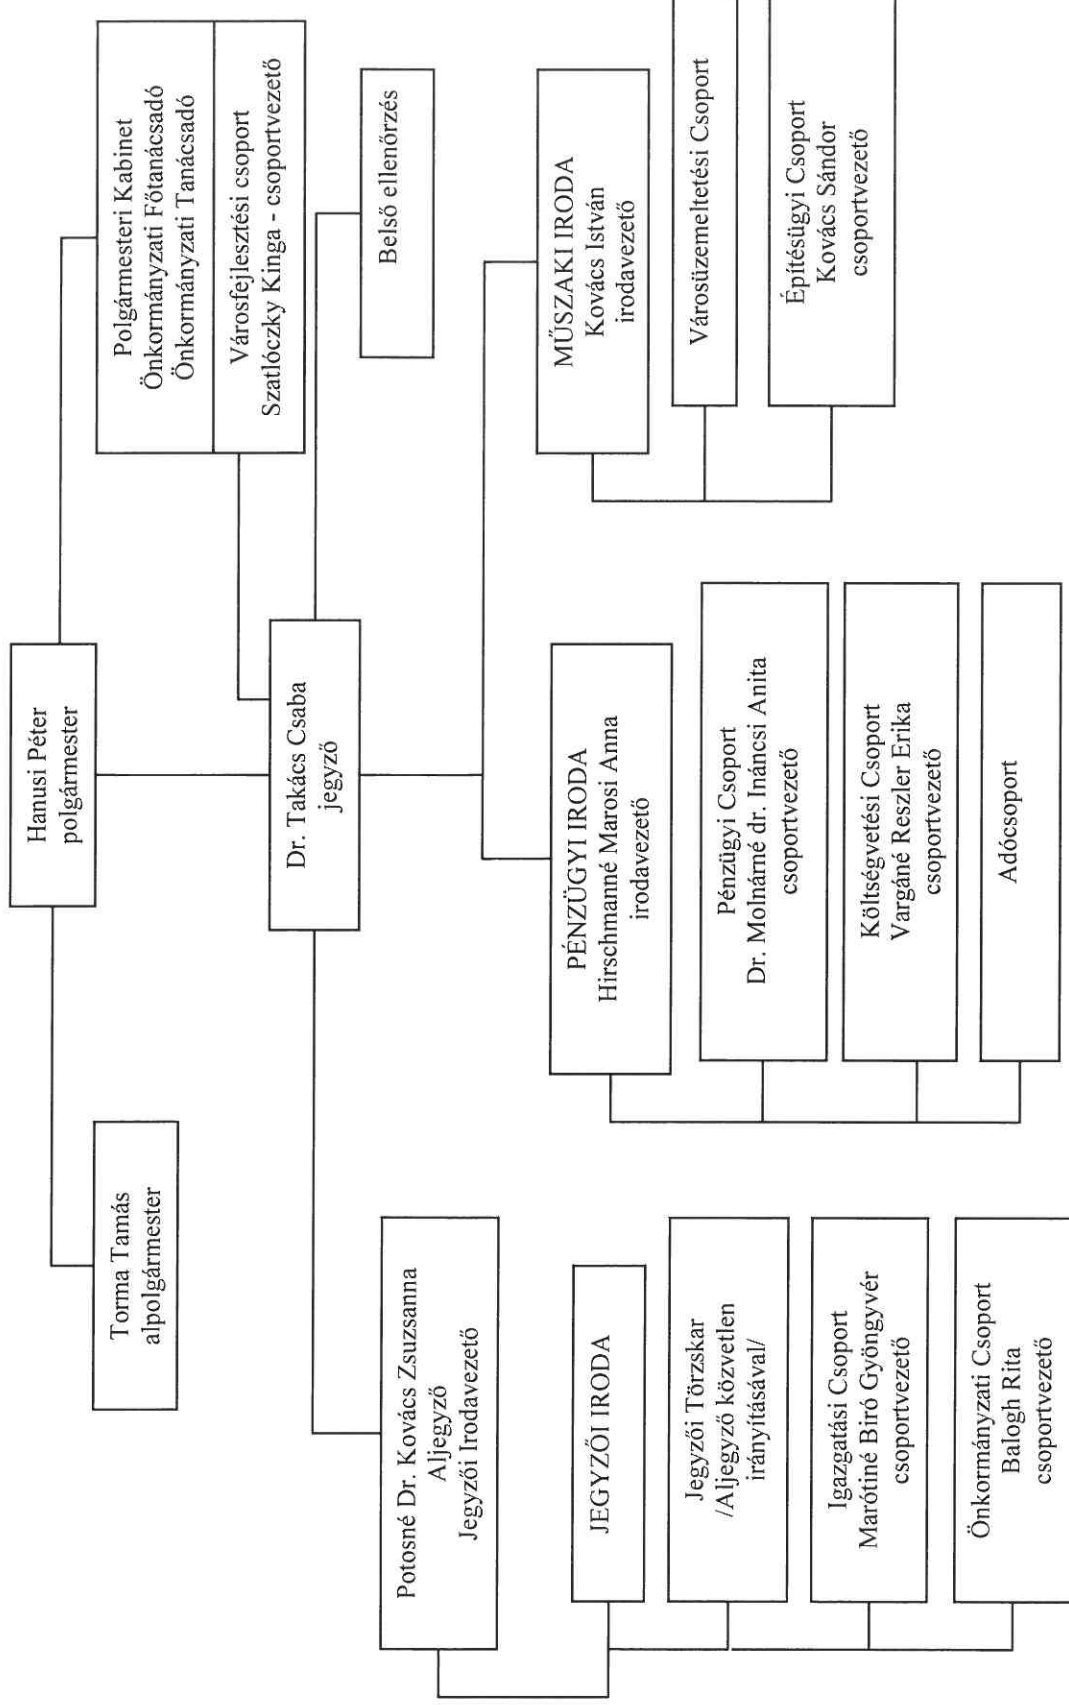 Hanusi Péter
polgármester
Torma Tamás
alpolgármester
Polgármesteri Kabinet
Önkormányzati Főtanácsadó
Önkormányzati Tanácsadó
Városfejlesztési csoport
Szatlóczky Kinga - csoportvezető
Dr. Takács Csaba
jegyző
Belső ellenőrzés
Potosné Dr. Kovács Zsuzsanna
Aljegyző
Jegyzői Irodavezető
JEGYZŐI IRODA
Jegyzői Törzskar
/Aljegyző közvetlen
irányításával/
Igazgatási Csoport
Marótiné Biró Gyöngyvér
csoportvezető
Önkormányzati Csoport
Balogh Rita
csoportvezető
PÉNZÜGYI IRODA
Hirschmanné Marosi Anna
irodavezető
Pénzügyi Csoport
Dr. Molnárné dr. Ináncsi Anita
csoportvezető
Költségvetési Csoport
Vargáné Reszler Erika
csoportvezető
Adócsoport
MŰSZAKI IRODA
Kovács István
irodavezető
Városüzemeltetési Csoport
Építésügyi Csoport
Kovács Sándor
csoportvezető